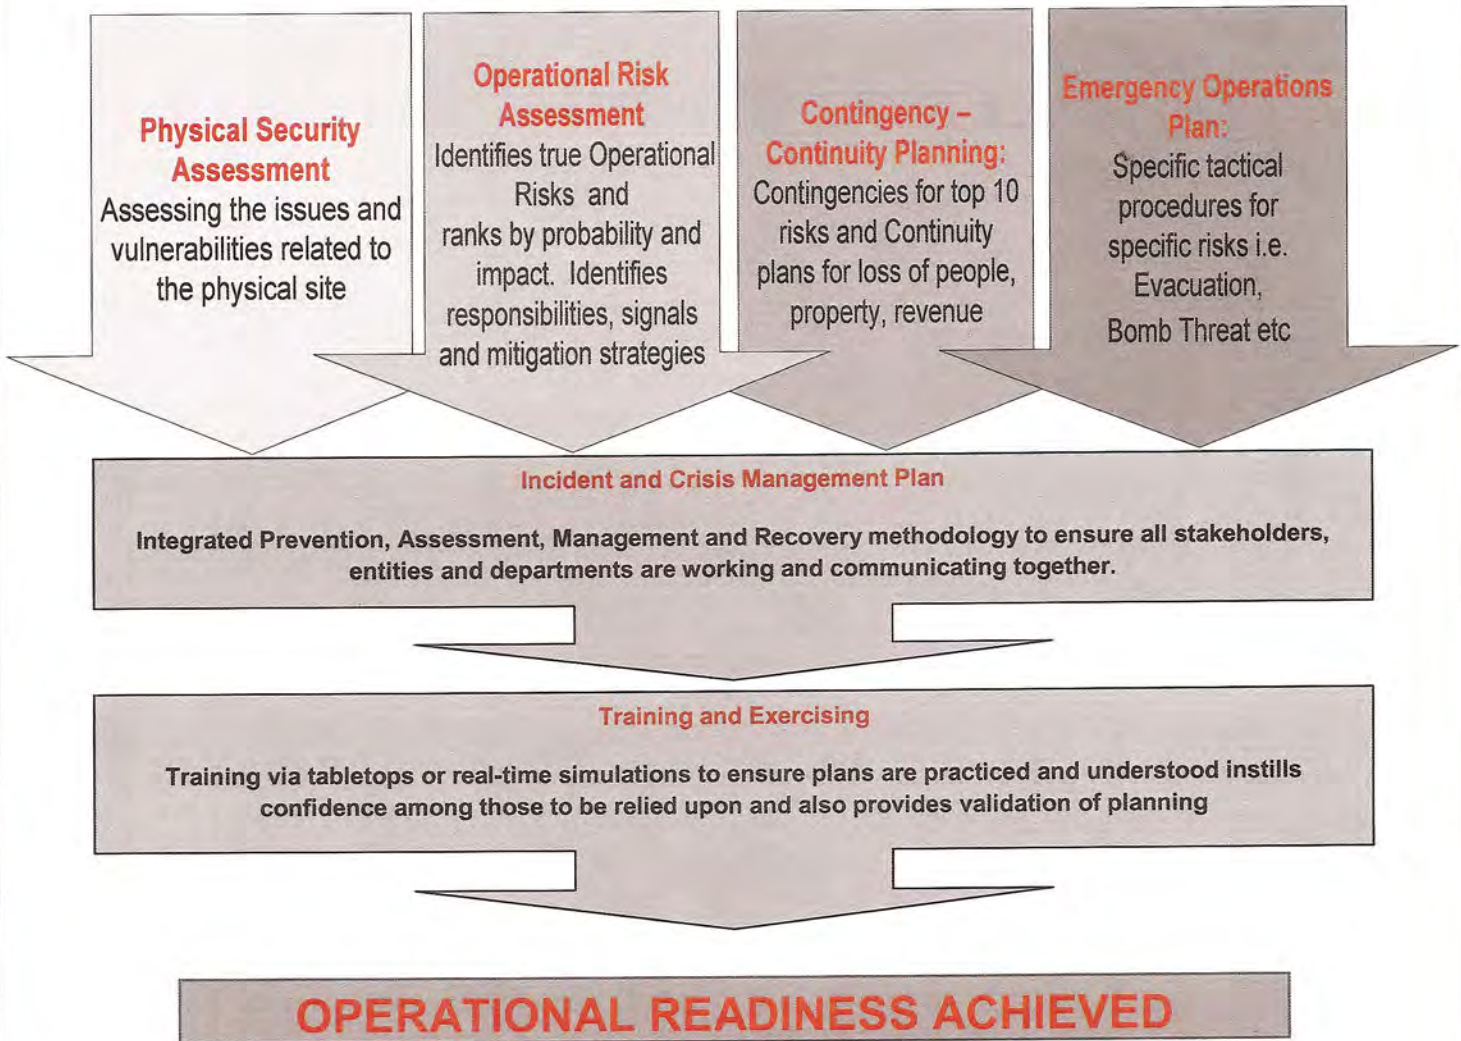 Physical Security
Assessment
Assessing the issues and
vulnerabilities related to
the physical site
Operational Risk
Assessment
Identifies true Operational
Risks and
ranks by probability and
impact. Identifies
responsibilities, signals
and mitigation strategies
Contingency –
Continuity Planning:
Contingencies for top 10
risks and Continuity
plans for loss of people,
property, revenue
Emergency Operations
Plan:
Specific tactical
procedures for
specific risks i.e.
Evacuation,
Bomb Threat etc
Incident and Crisis Management Plan
Integrated Prevention, Assessment, Management and Recovery methodology to ensure all stakeholders,
entities and departments are working and communicating together.
Training and Exercising
Training via tabletops or real-time simulations to ensure plans are practiced and understood instills
confidence among those to be relied upon and also provides validation of planning
OPERATIONAL READINESS ACHIEVED